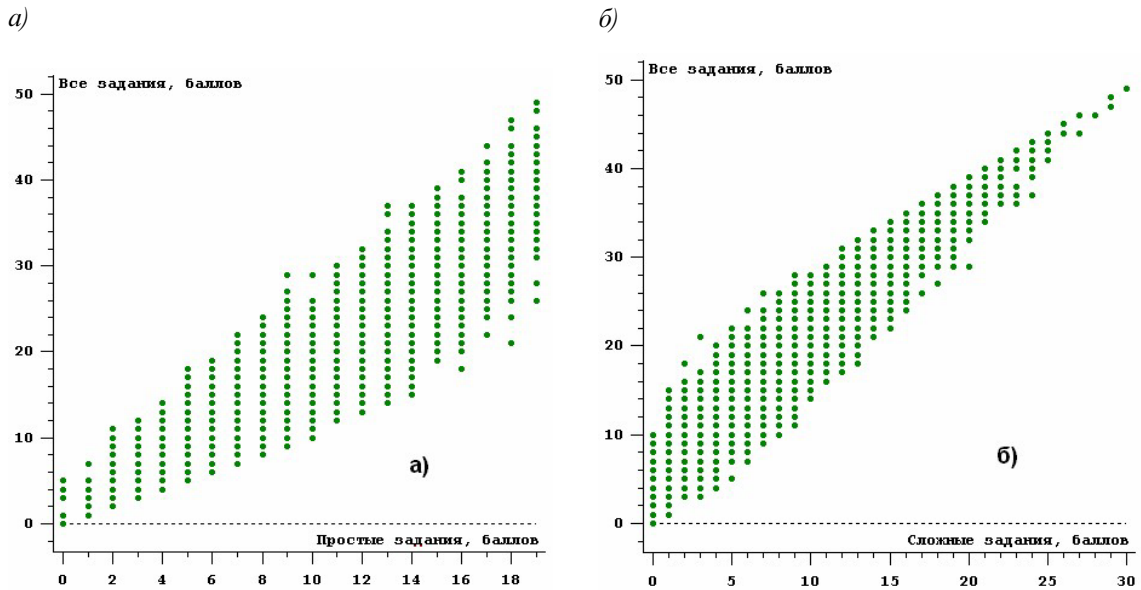 а)
б)
Все задания, баллов
50
40
30
20
10
0
а)
Простые задания, баллов
0 2 4 6 8 10 12 14 16 18
Все задания, баллов
50
40
30
20
10
0
б)
Сложные задания, баллов
0 5 10 15 20 25 30